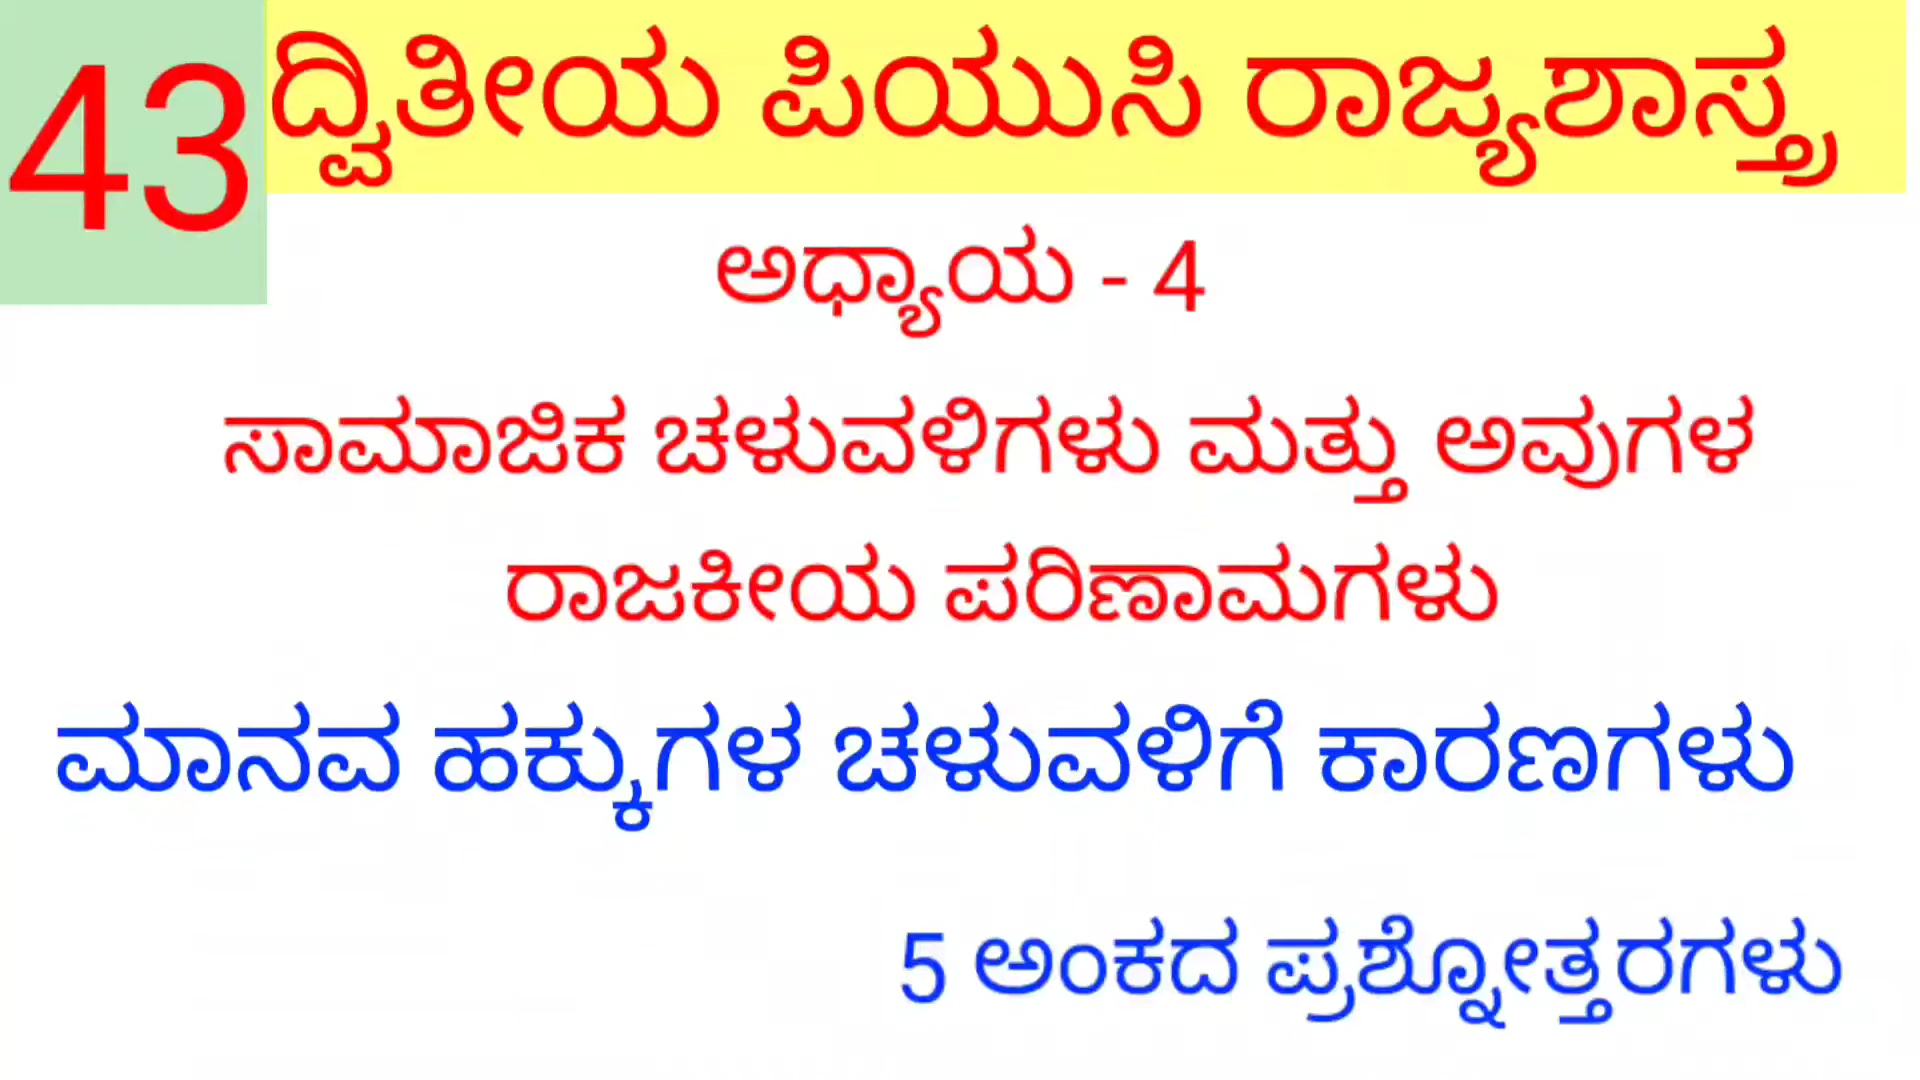 43
ದ್ವಿತೀಯ ಪಿಯುಸಿ ರಾಜ್ಯಶಾಸ್ತ್ರ
ಅಧ್ಯಾಯ - 4
ಸಾಮಾಜಿಕ ಚಳುವಳಿಗಳು ಮತ್ತು ಅವುಗಳ
ರಾಜಕೀಯ ಪರಿಣಾಮಗಳು
ಮಾನವ ಹಕ್ಕುಗಳ ಚಳುವಳಿಗೆ ಕಾರಣಗಳು
5 ಅಂಕದ ಪ್ರಶ್ನೋತ್ತರಗಳು